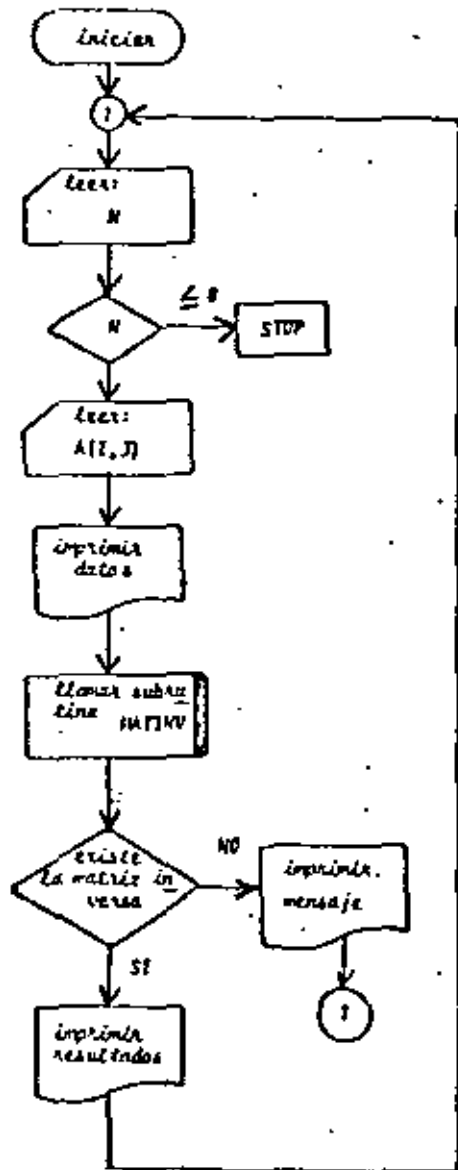 iniciar
1
leer:
N
N
≤ 0
STOP
leer:
A(I,J)
imprimir
datos
llamar subru
tina
MATINV
existe
la matriz in
versa
NO
imprimir
mensaje
1
SI
imprimir
resultados